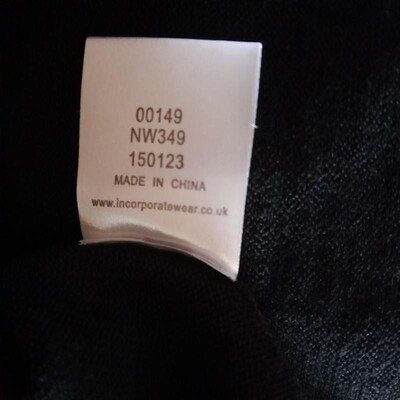 00149
NW349
150123
MADE IN CHINA
www.incorporatewear.co.uk